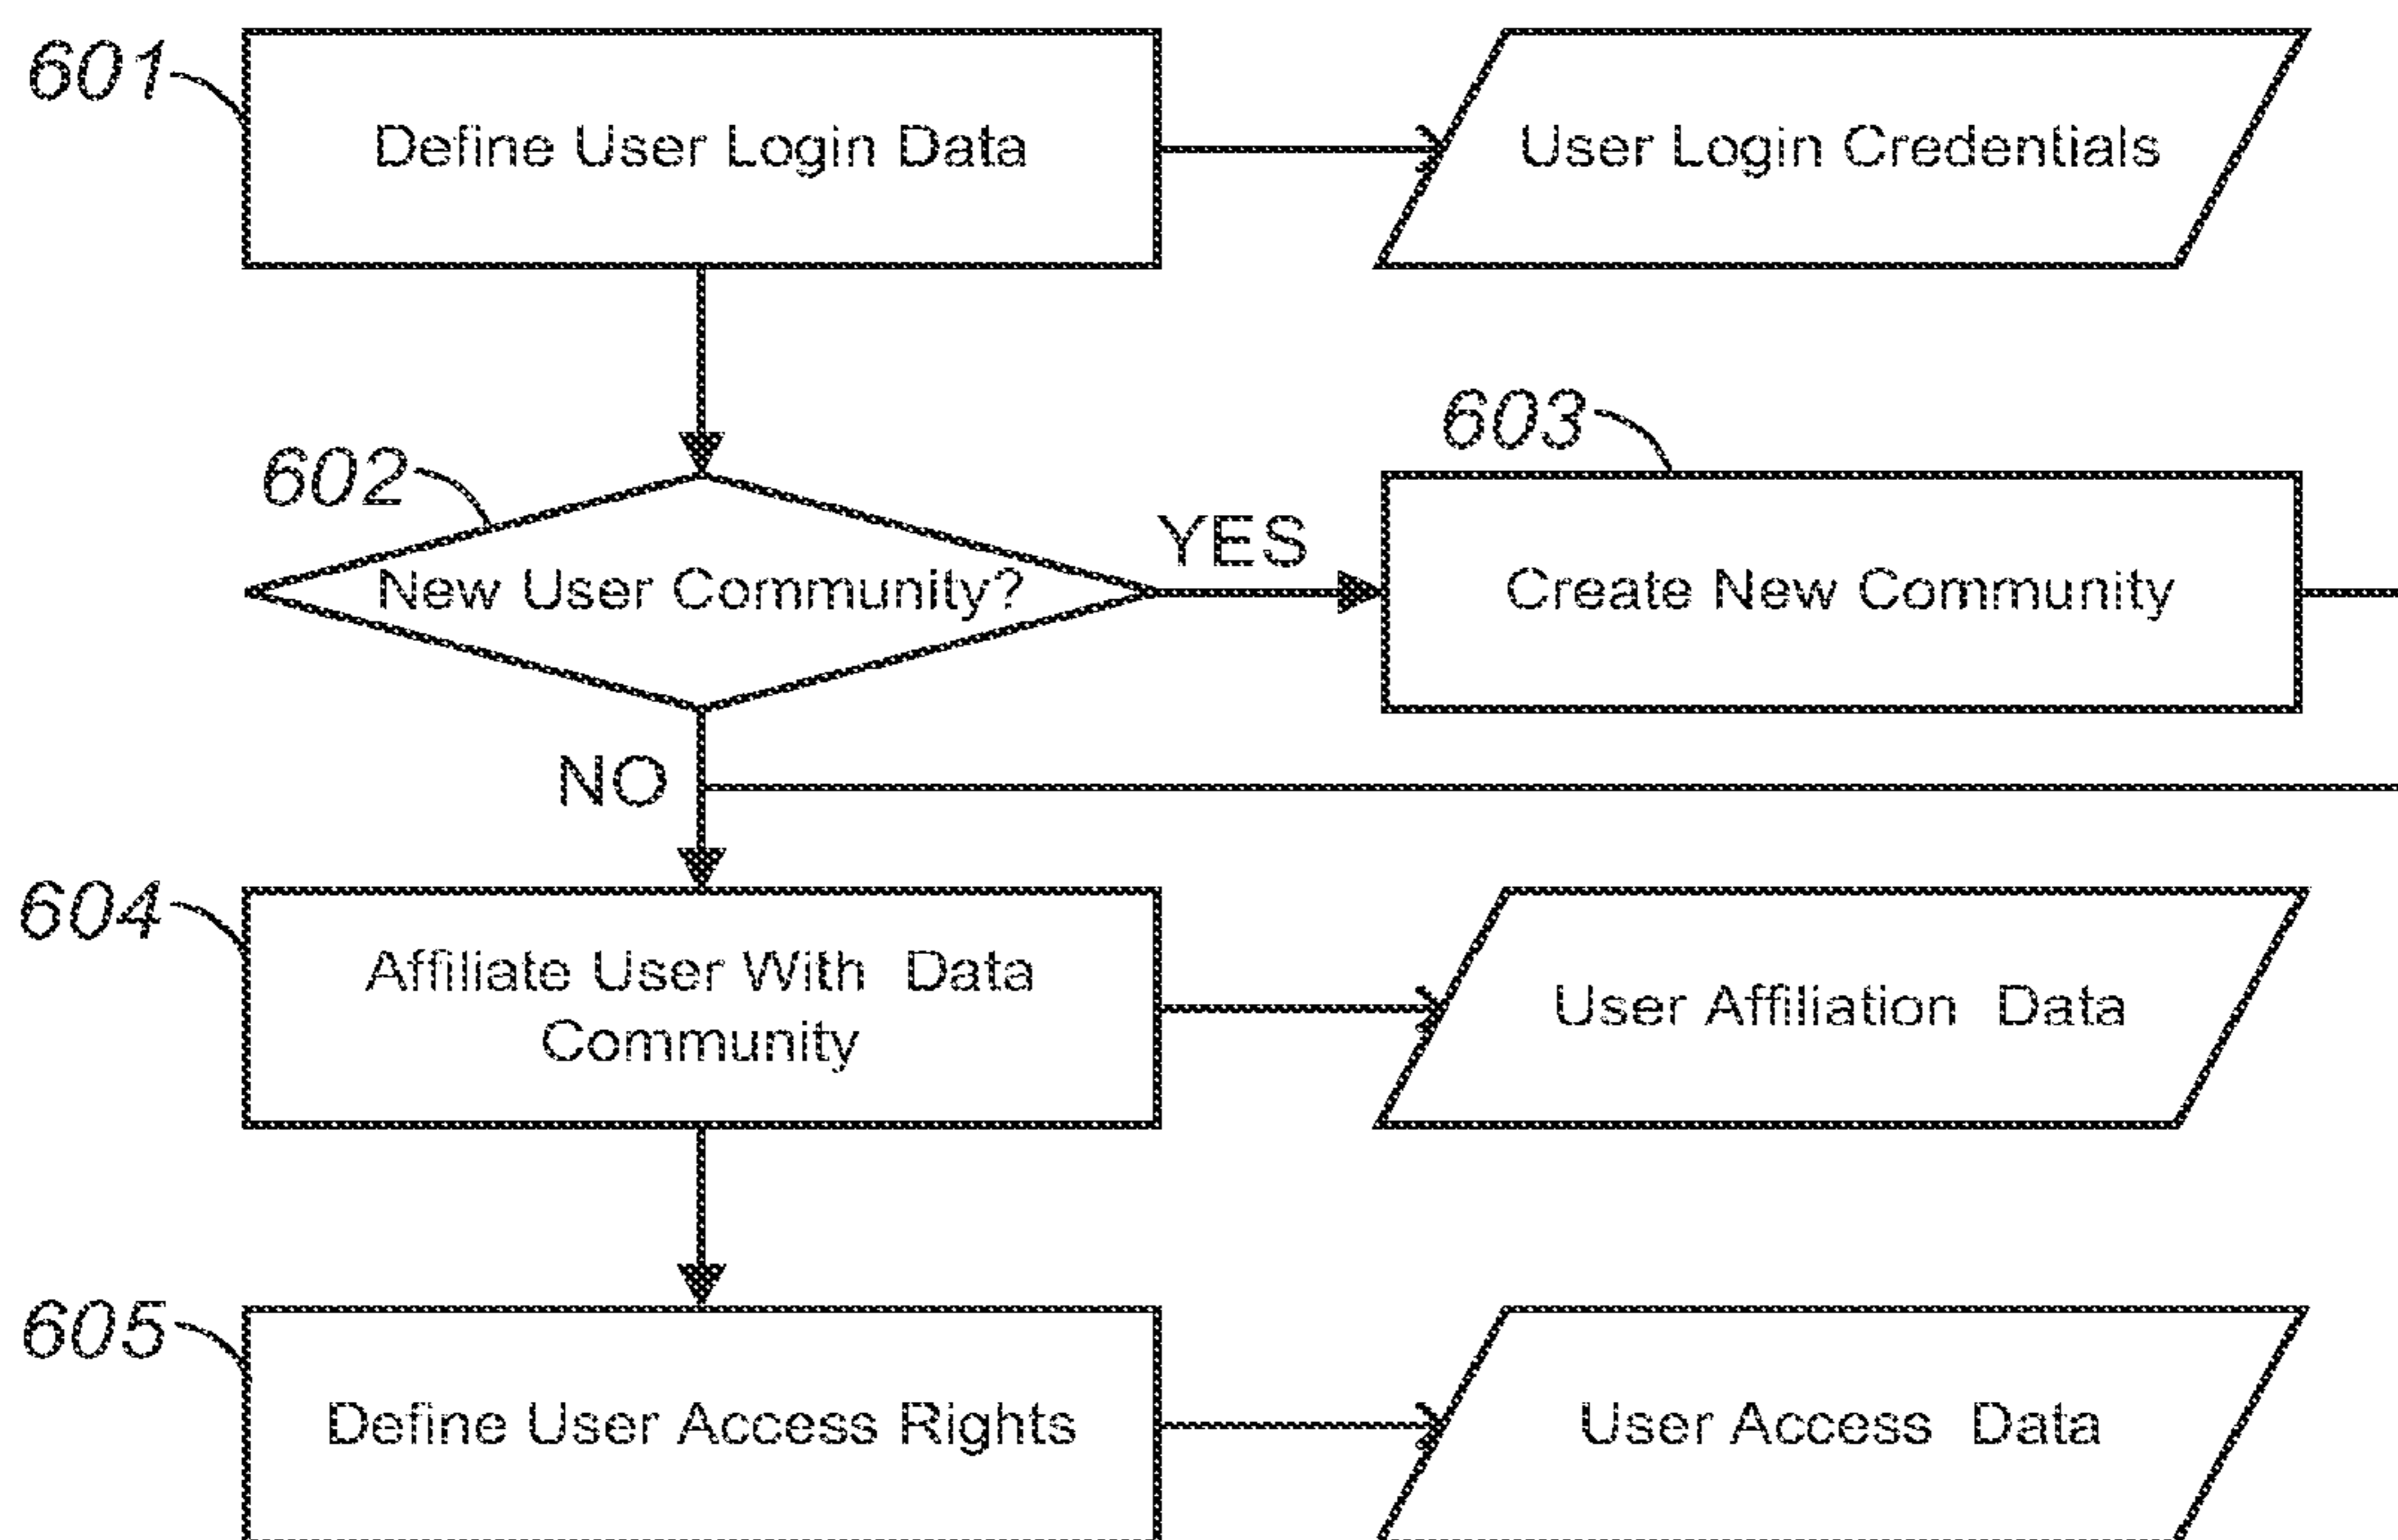 601
Define User Login Data
User Login Credentials
602
New User Community?
YES
603
Create New Community
NO
604
Affiliate User With Data
Community
User Affiliation Data
605
Define User Access Rights
User Access Data